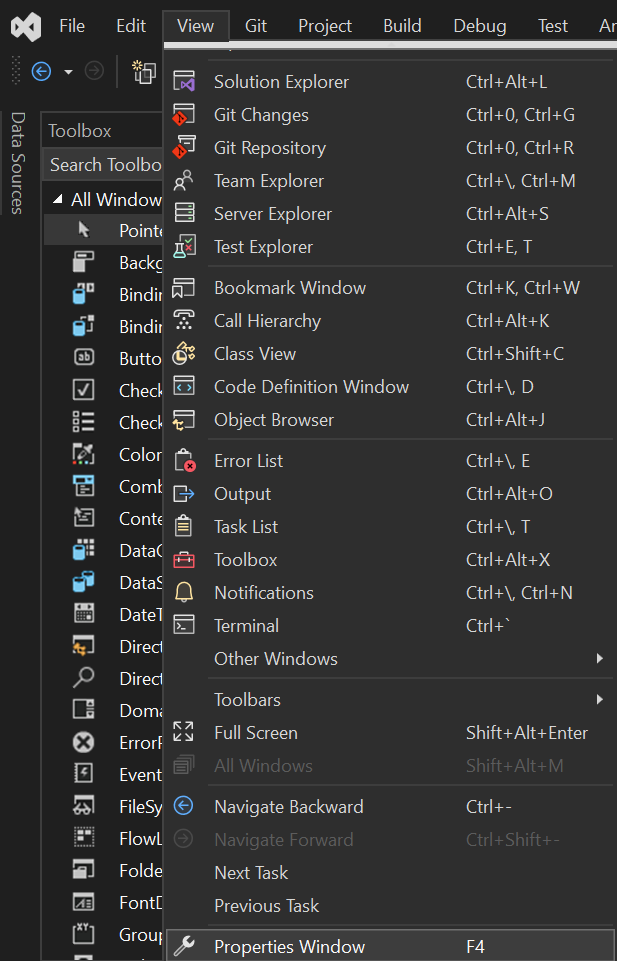 File Edit View Git Project Build Debug Test
Data Sources
Toolbox
Search Toolbo
All Window
Pointe
Backg
Bindin
Bindin
Butto
Check
Check
Color
Comb
Conte
DataG
DataS
DateT
Direct
Direct
Doma
ErrorP
Event
FileSy
FlowL
Folde
FontD
Group
Solution Explorer Ctrl+Alt+L
Git Changes Ctrl+0, Ctrl+G
Git Repository Ctrl+0, Ctrl+R
Team Explorer Ctrl+\, Ctrl+M
Server Explorer Ctrl+Alt+S
Test Explorer Ctrl+E, T
Bookmark Window Ctrl+K, Ctrl+W
Call Hierarchy Ctrl+Alt+K
Class View Ctrl+Shift+C
Code Definition Window Ctrl+\, D
Object Browser Ctrl+Alt+J
Error List Ctrl+\, E
Output Ctrl+Alt+O
Task List Ctrl+\, T
Toolbox Ctrl+Alt+X
Notifications Ctrl+\, Ctrl+N
Terminal Ctrl+`
Other Windows
Toolbars
Full Screen Shift+Alt+Enter
All Windows Shift+Alt+M
Navigate Backward Ctrl+-
Navigate Forward Ctrl+Shift+-
Next Task
Previous Task
Properties Window F4